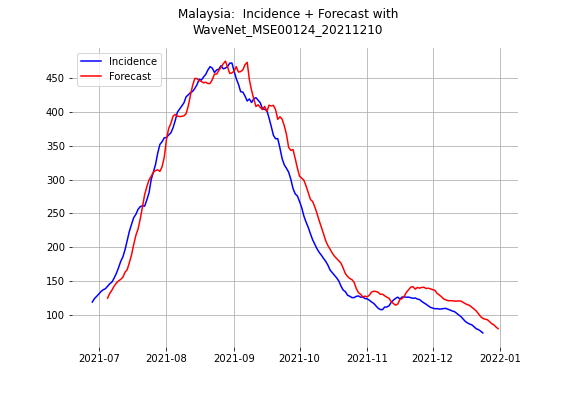 Malaysia: Incidence + Forecast with
WaveNet_MSE00124_20211210
Incidence
Forecast
450
400
350
300
250
200
150
100
2021-07 2021-08 2021-09 2021-10 2021-11 2021-12 2022-01